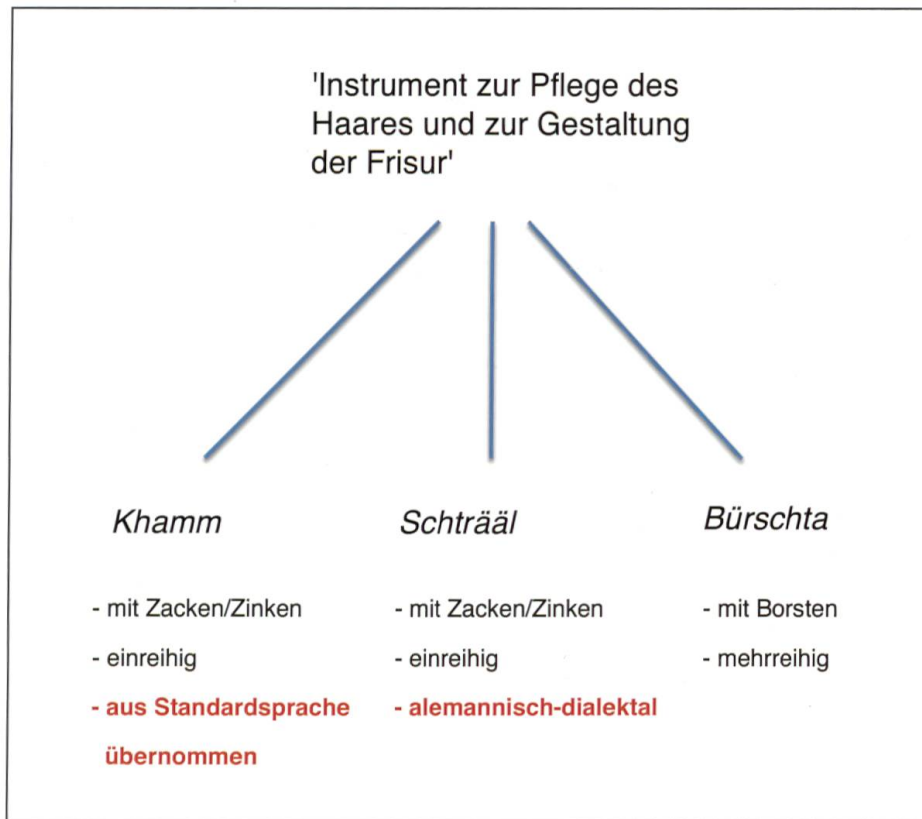 'Instrument zur Pflege des
Haares und zur Gestaltung
der Frisur'
Khamm
- mit Zacken/Zinken
- einreihig
- aus Standardsprache
übernommen
Schträäl
- mit Zacken/Zinken
- einreihig
- alemannisch-dialektal
Bürschta
- mit Borsten
- mehrreihig